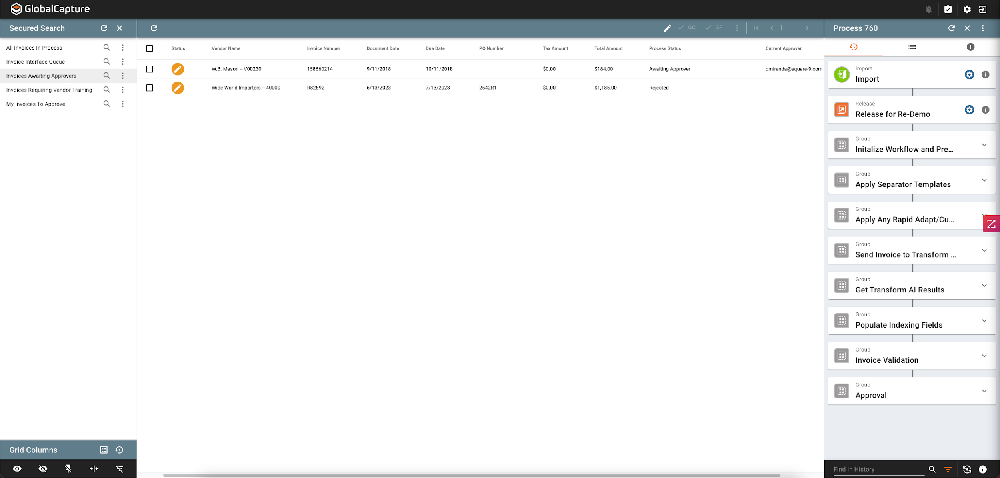 GlobalCapture
Secured Search
GC
GF
1
Process 760
All Invoices In Process
Invoice Interface Queue
Invoices Awaiting Approvers
Invoices Requiring Vendor Training
My Invoices To Approve
Status Vendor Name Invoice Number Document Date Due Date PO Number Tax Amount Total Amount Process Status Current Approver
W.B. Mason -- V00230 158660214 9/11/2018 10/11/2018 $0.00 $184.00 Awaiting Approver dmiranda@square-9.com
Wide World Importers -- 40000 R82592 6/13/2023 7/13/2023 2542R1 $0.00 $1,185.00 Rejected
Import
Import
Release
Release for Re-Demo
Group
Initalize Workflow and Pre...
Group
Apply Separator Templates
Group
Apply Any Rapid Adapt/Cu...
Group
Send Invoice to Transform ...
Group
Get Transform AI Results
Group
Populate Indexing Fields
Group
Invoice Validation
Group
Approval
Grid Columns
Find In History